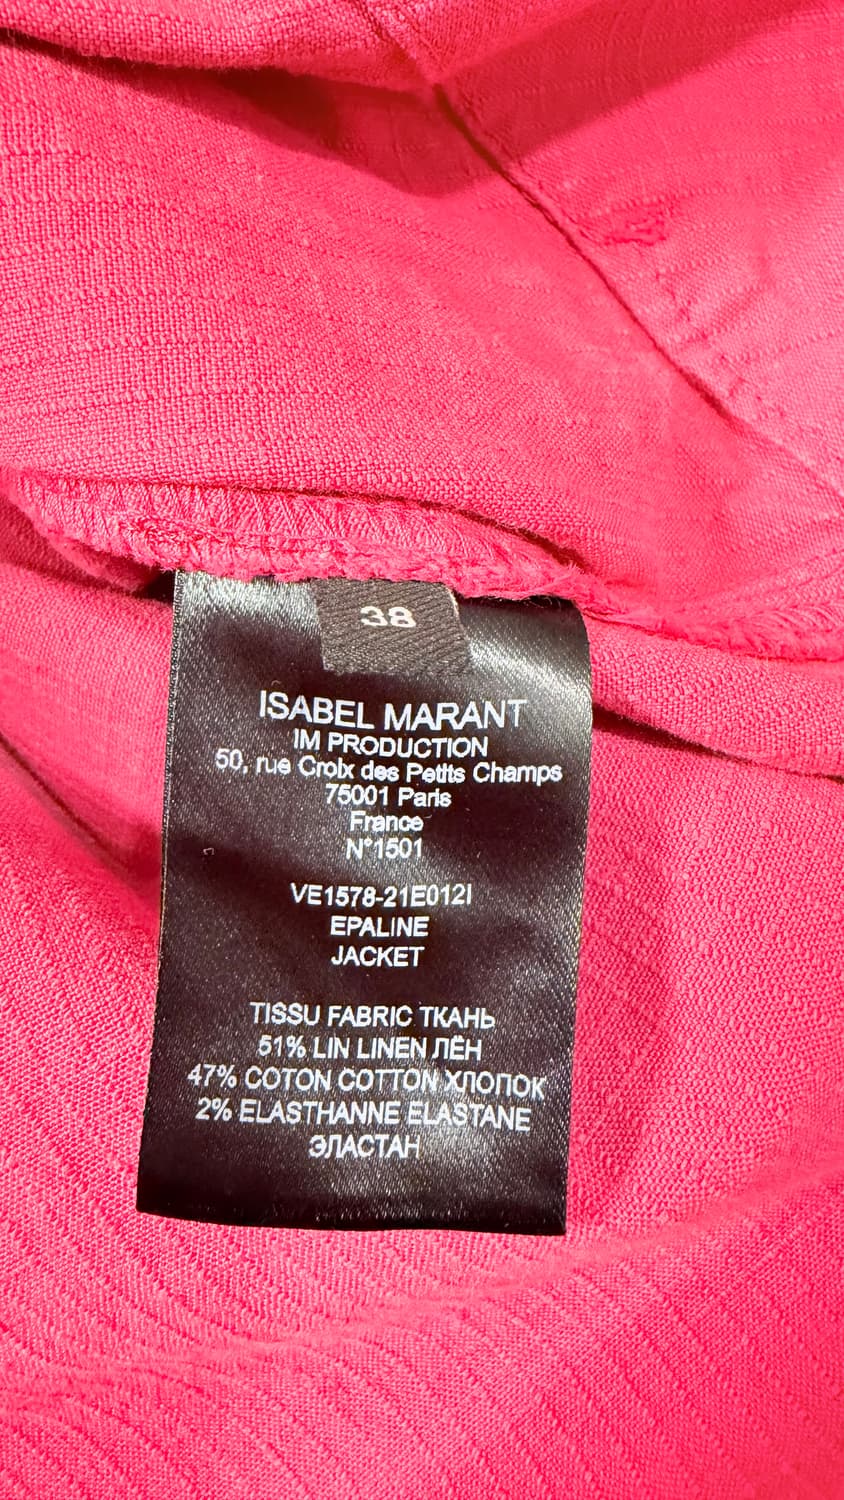 38
ISABEL MARANT
IM PRODUCTION
50, rue Croix des Petits Champs
75001 Paris
France
N°1501
VE1578-21E012I
EPALINE
JACKET
TISSU FABRIC ТКАНЬ
51% LIN LINEN ЛЁН
47% COTON COTTON ХЛОПОК
2% ELASTHANNE ELASTANE
ЭЛАСТАН